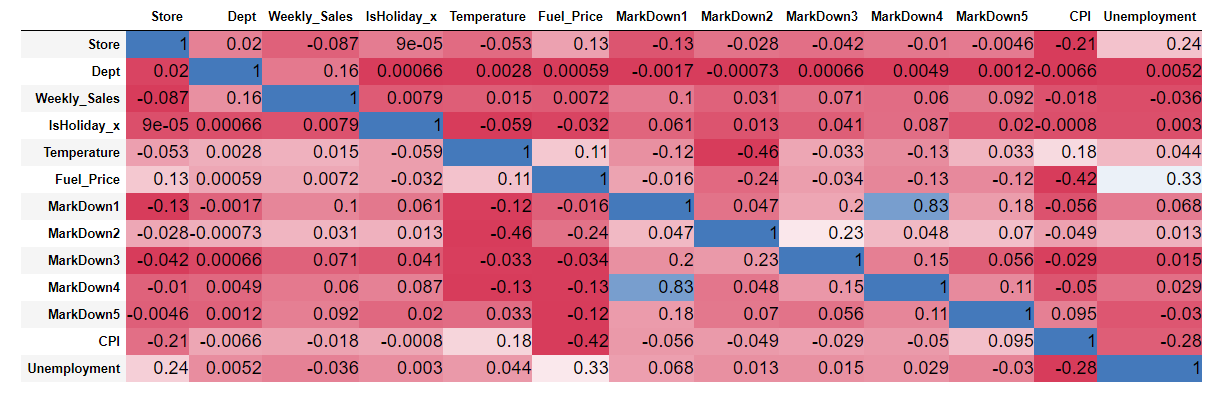 Store Dept Weekly_Sales IsHoliday_x Temperature Fuel_Price MarkDown1 MarkDown2 MarkDown3 MarkDown4 MarkDown5 CPI Unemployment
Store 1 0.02 -0.087 9e-05 -0.053 0.13 -0.13 -0.028 -0.042 -0.01 -0.0046 -0.21 0.24
Dept 0.02 1 0.16 0.00066 0.0028 0.00059 -0.0017 -0.00073 0.00066 0.0049 0.0012 -0.0066 0.0052
Weekly_Sales -0.087 0.16 1 0.0079 0.015 0.0072 0.1 0.031 0.071 0.06 0.092 -0.018 -0.036
IsHoliday_x 9e-05 0.00066 0.0079 1 -0.059 -0.032 0.061 0.013 0.041 0.087 0.02 -0.0008 0.003
Temperature -0.053 0.0028 0.015 -0.059 1 0.11 -0.12 -0.46 -0.033 -0.13 0.033 0.18 0.044
Fuel_Price 0.13 0.00059 0.0072 -0.032 0.11 1 -0.016 -0.24 -0.034 -0.13 -0.12 -0.42 0.33
MarkDown1 -0.13 -0.0017 0.1 0.061 -0.12 -0.016 1 0.047 0.2 0.83 0.18 -0.056 0.068
MarkDown2 -0.028 -0.00073 0.031 0.013 -0.46 -0.24 0.047 1 0.23 0.048 0.07 -0.049 0.013
MarkDown3 -0.042 0.00066 0.071 0.041 -0.033 -0.034 0.2 0.23 1 0.15 0.056 -0.029 0.015
MarkDown4 -0.01 0.0049 0.06 0.087 -0.13 -0.13 0.83 0.048 0.15 1 0.11 -0.05 0.029
MarkDown5 -0.0046 0.0012 0.092 0.02 0.033 -0.12 0.18 0.07 0.056 0.11 1 0.095 -0.03
CPI -0.21 -0.0066 -0.018 -0.0008 0.18 -0.42 -0.056 -0.049 -0.029 -0.05 0.095 1 -0.28
Unemployment 0.24 0.0052 -0.036 0.003 0.044 0.33 0.068 0.013 0.015 0.029 -0.03 -0.28 1